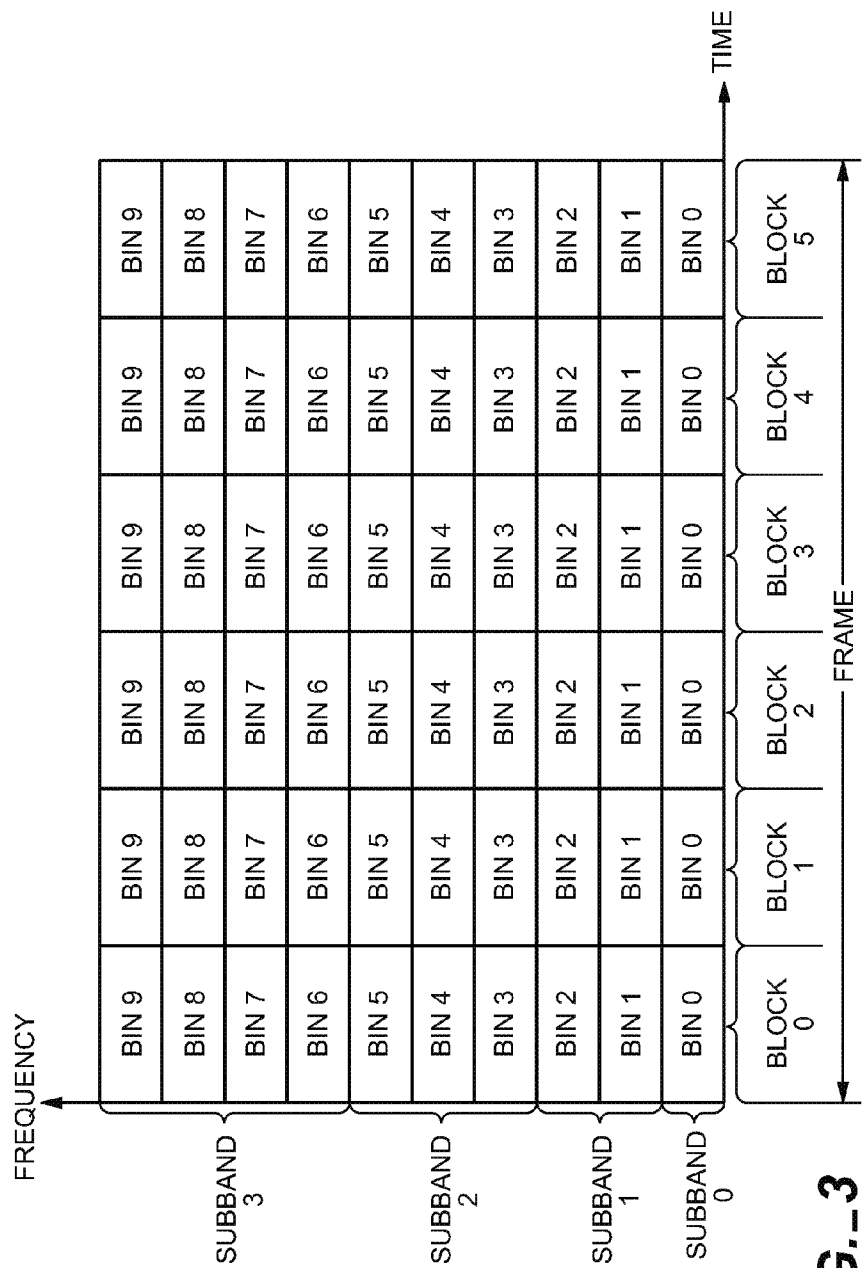 FREQUENCY
SUBBAND
3
BIN 9 BIN 9 BIN 9 BIN 9 BIN 9 BIN 9
BIN 8 BIN 8 BIN 8 BIN 8 BIN 8 BIN 8
BIN 7 BIN 7 BIN 7 BIN 7 BIN 7 BIN 7
BIN 6 BIN 6 BIN 6 BIN 6 BIN 6 BIN 6
SUBBAND
2
BIN 5 BIN 5 BIN 5 BIN 5 BIN 5 BIN 5
BIN 4 BIN 4 BIN 4 BIN 4 BIN 4 BIN 4
BIN 3 BIN 3 BIN 3 BIN 3 BIN 3 BIN 3
SUBBAND
1
BIN 2 BIN 2 BIN 2 BIN 2 BIN 2 BIN 2
BIN 1 BIN 1 BIN 1 BIN 1 BIN 1 BIN 1
SUBBAND
0
BIN 0 BIN 0 BIN 0 BIN 0 BIN 0 BIN 0
TIME
BLOCK
0
BLOCK
1
BLOCK
2
BLOCK
3
BLOCK
4
BLOCK
5
FRAME